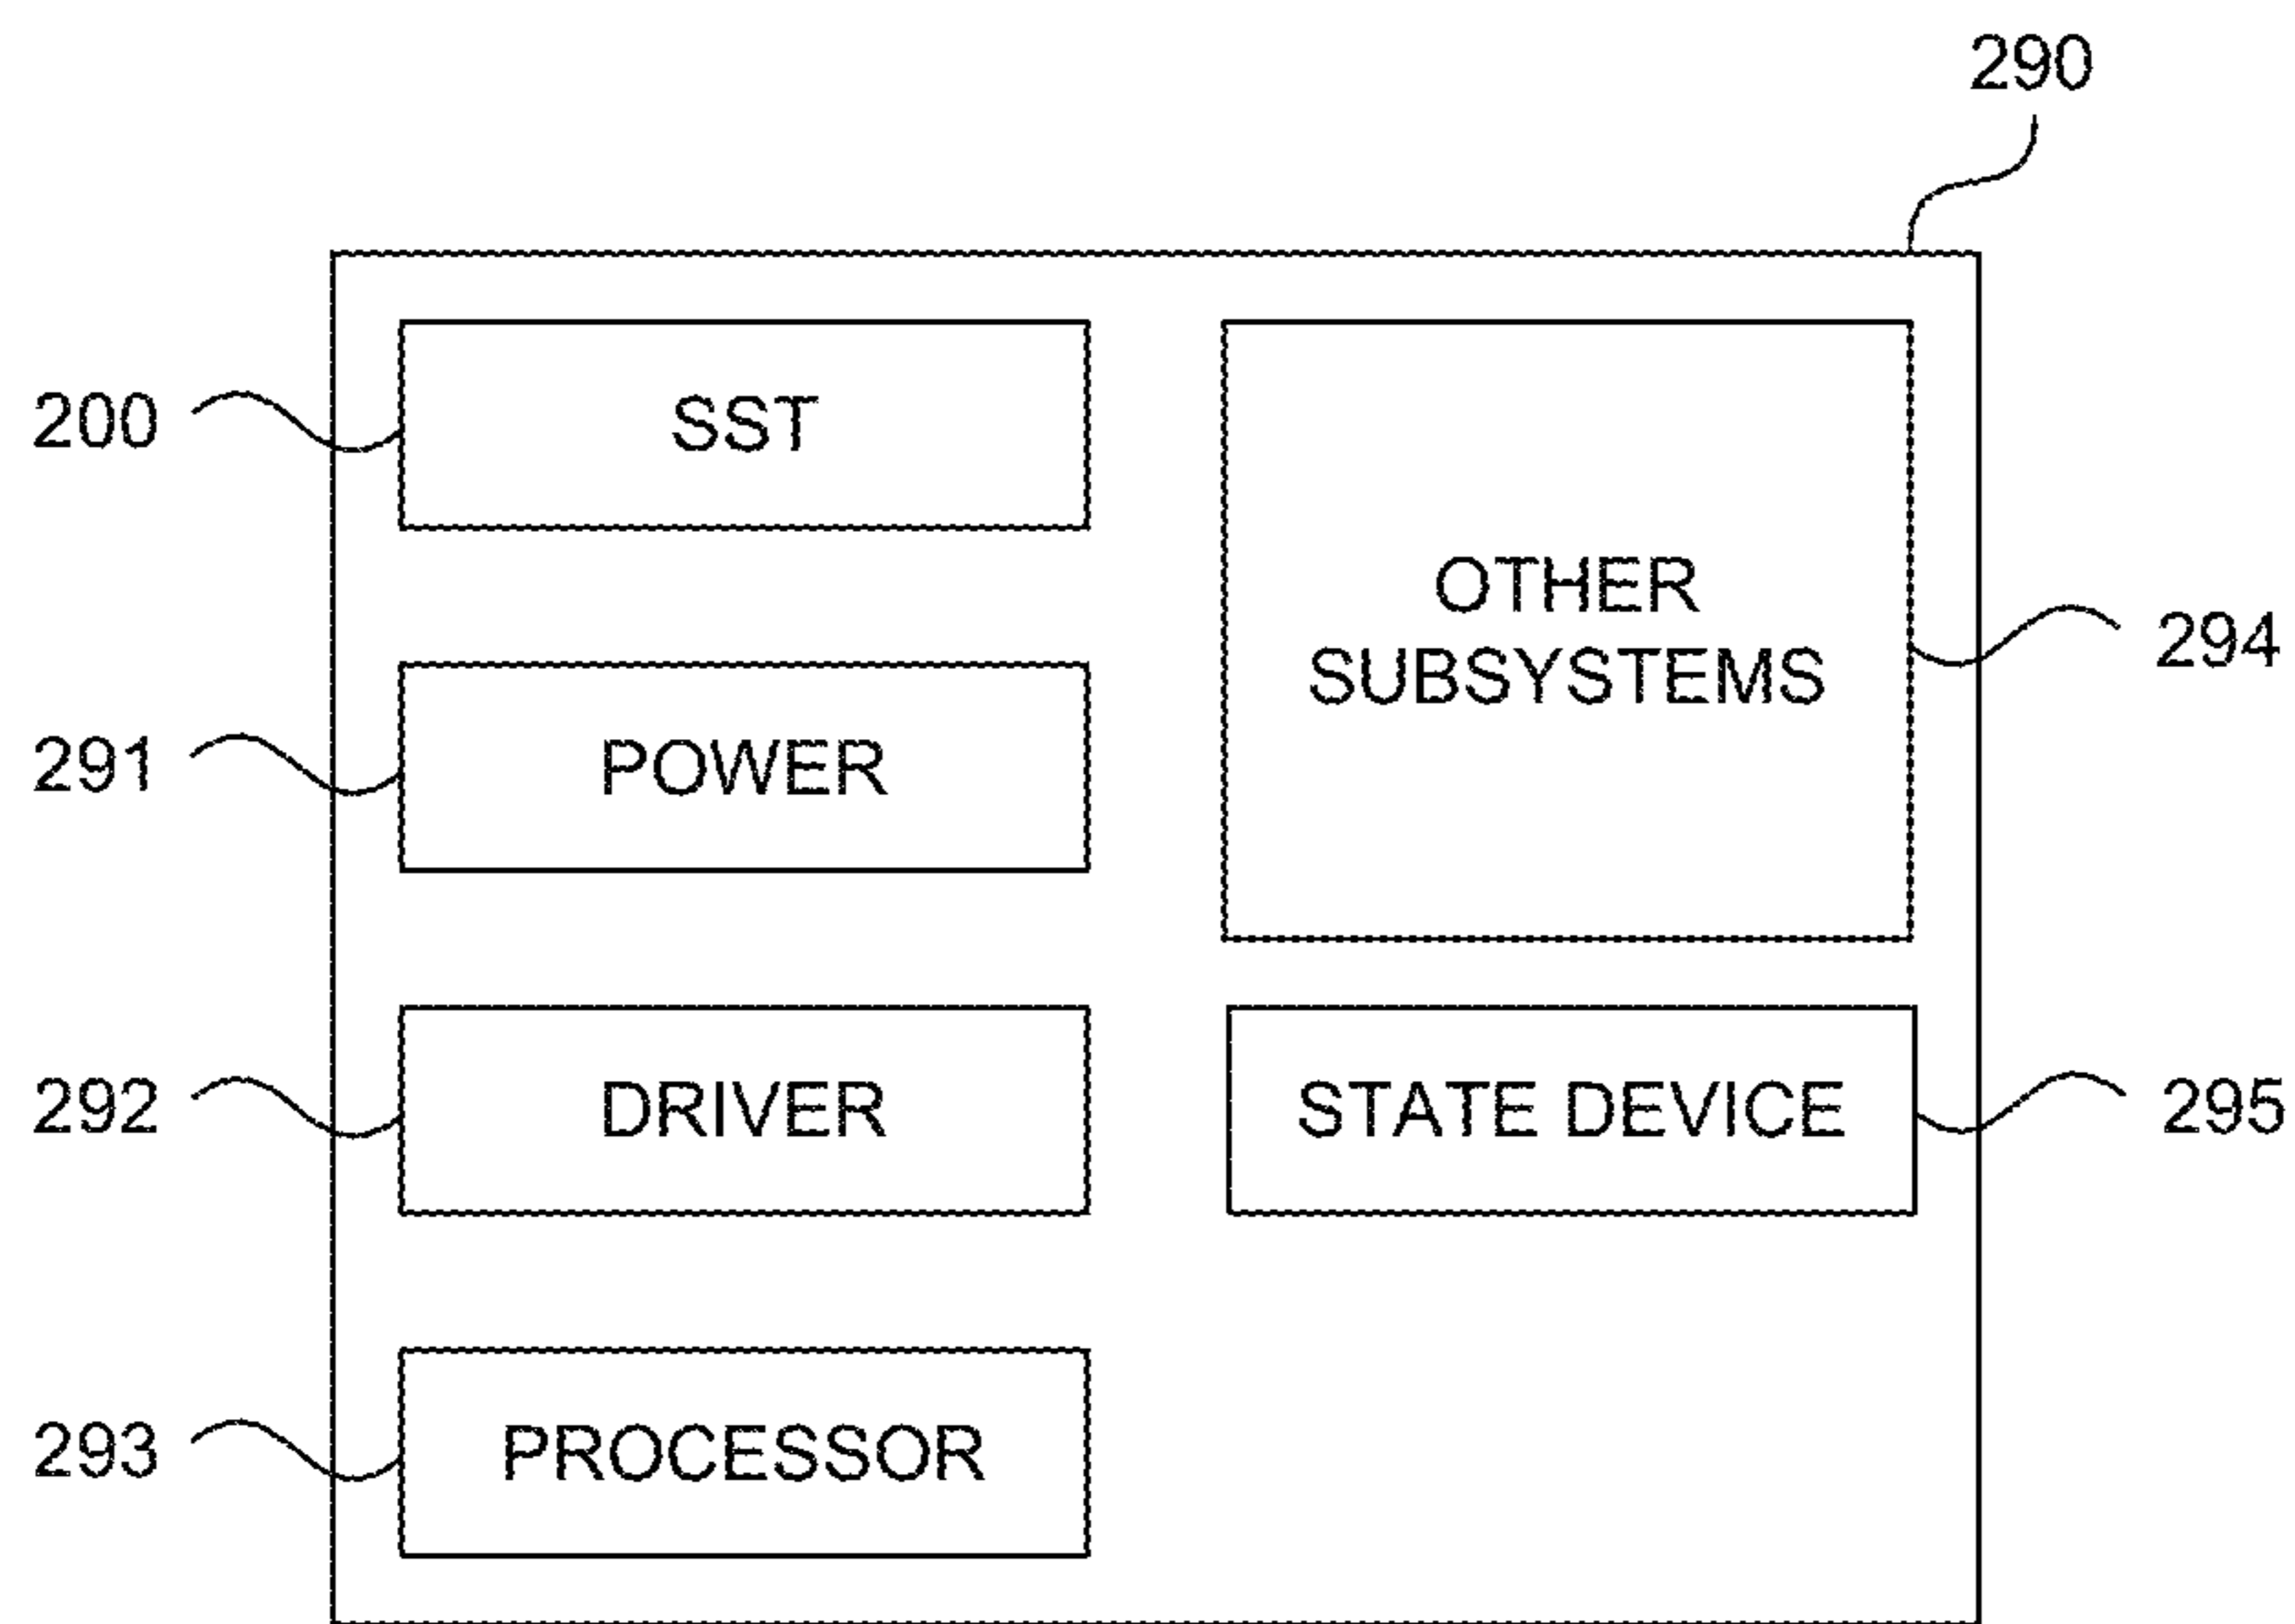 290
200
SST
OTHER
SUBSYSTEMS
294
291
POWER
292
DRIVER
STATE DEVICE
295
293
PROCESSOR